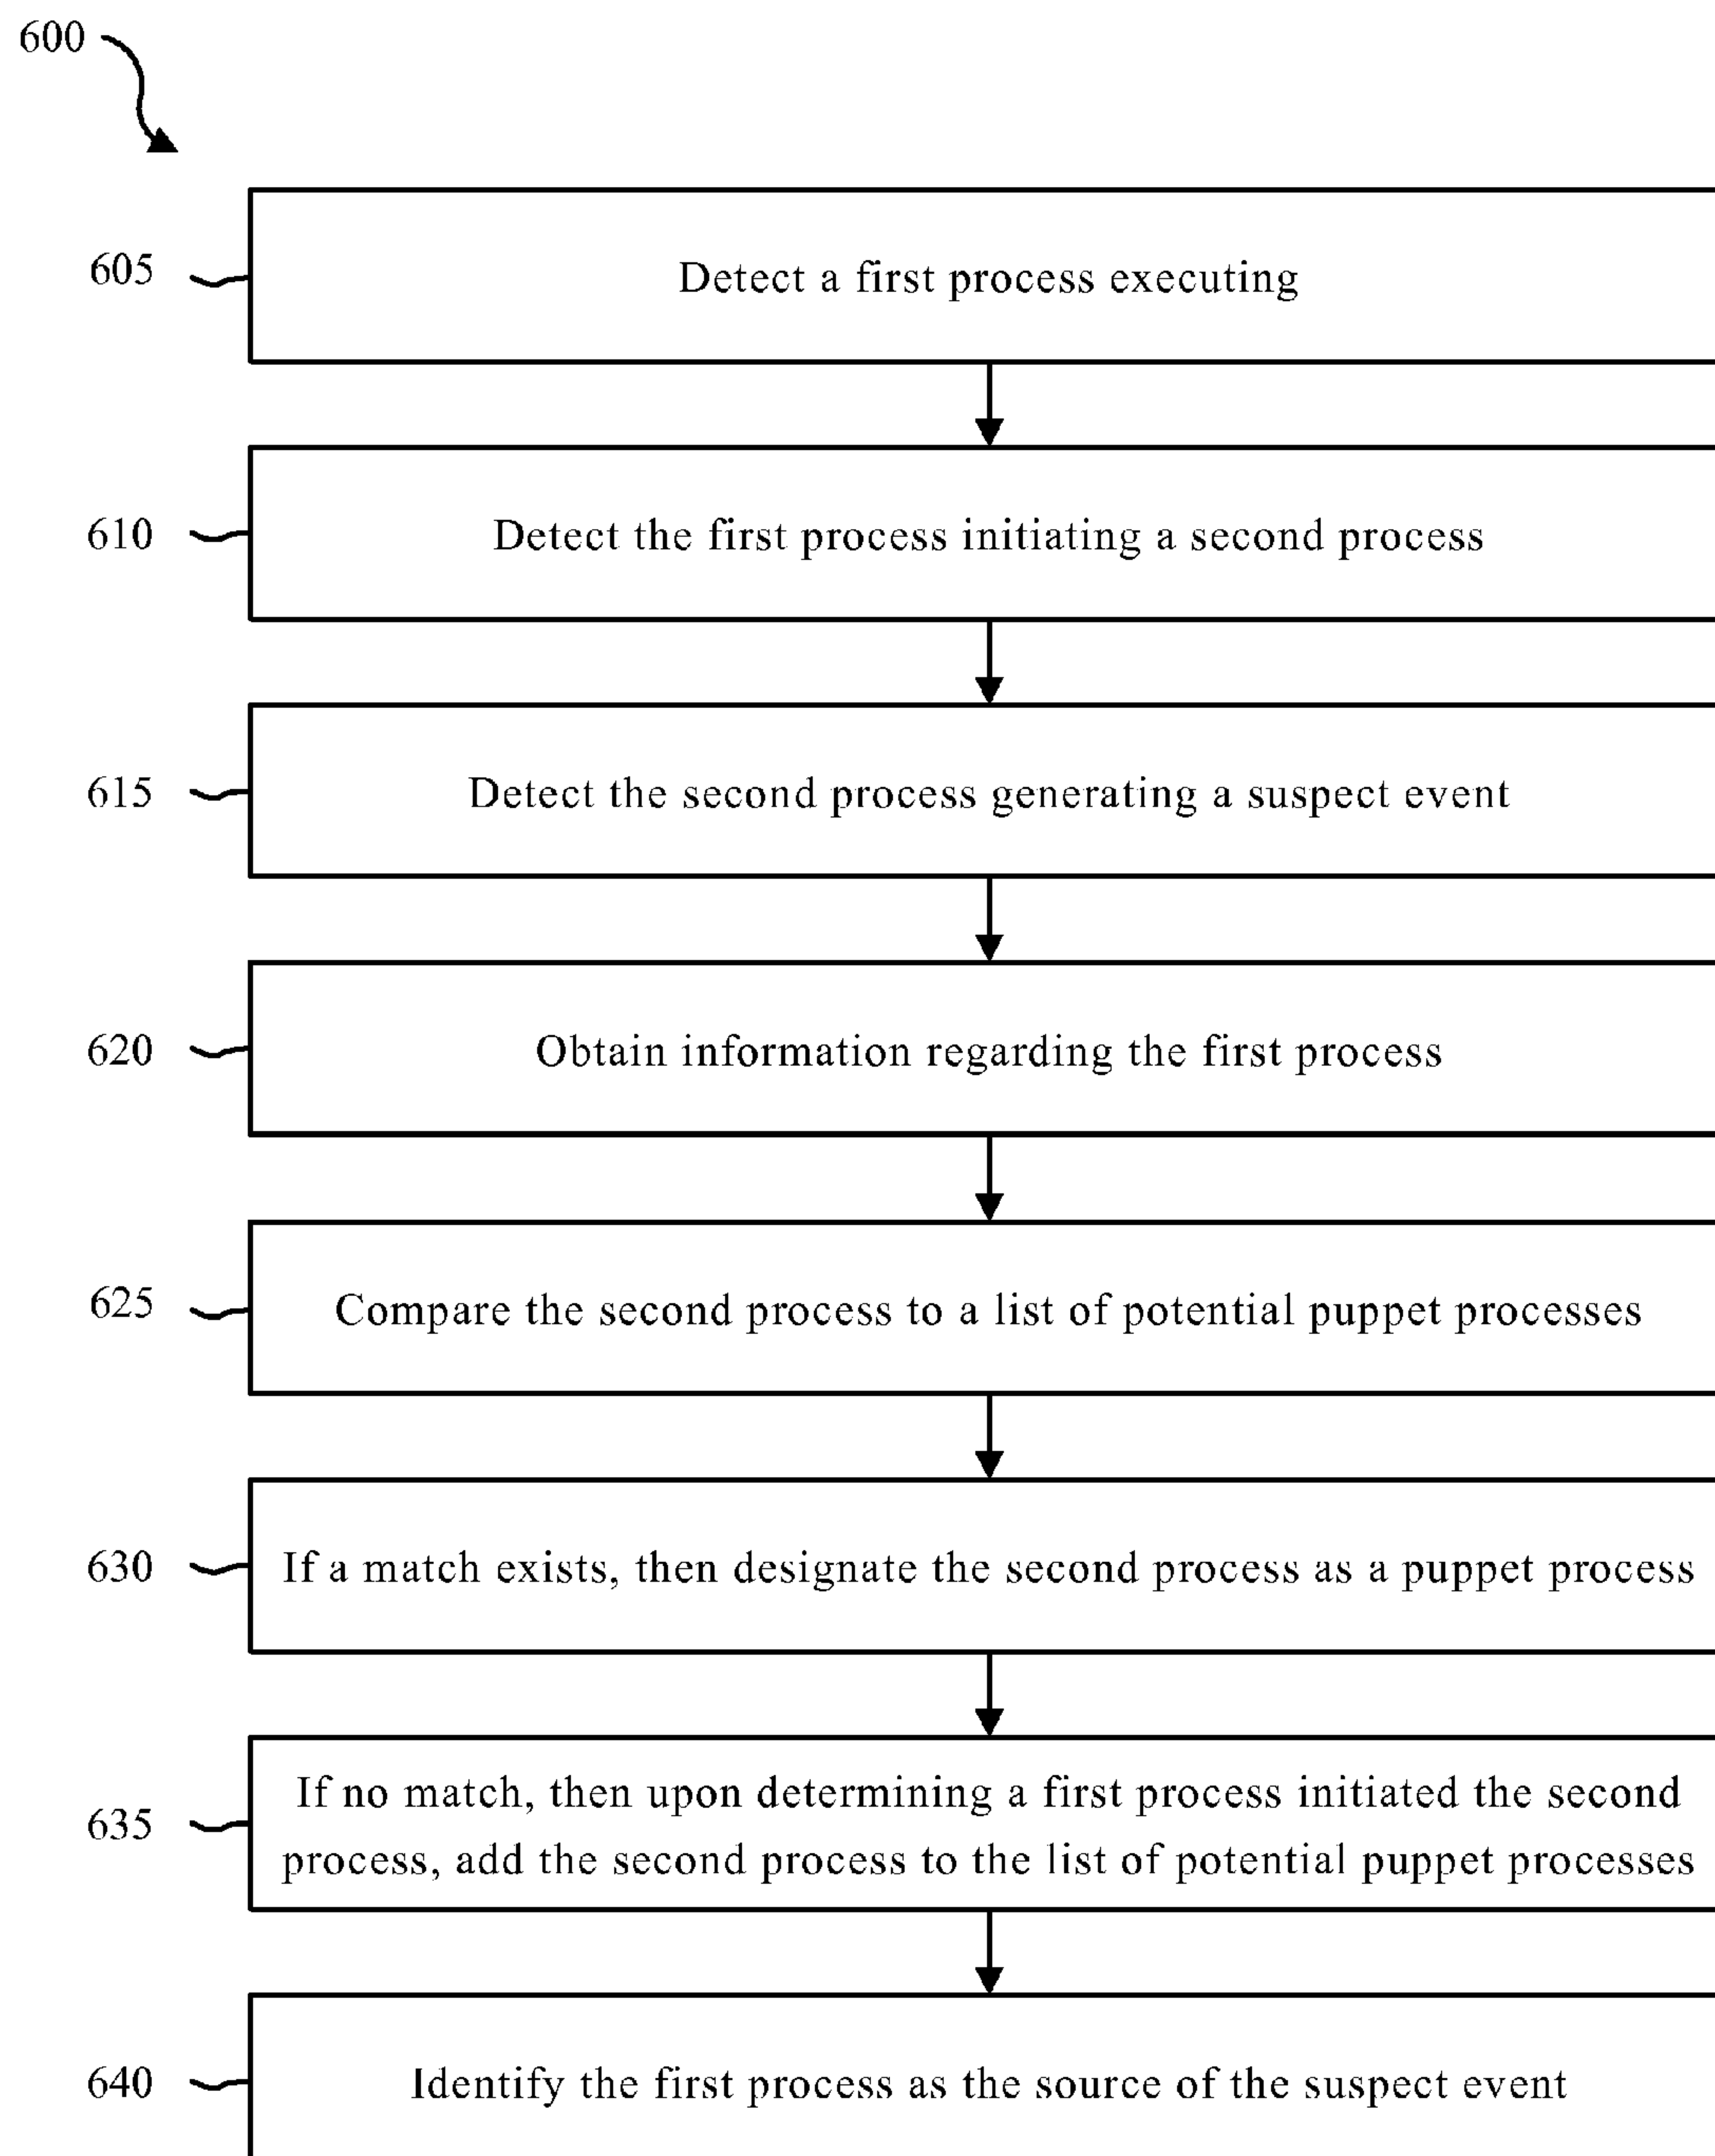 600
605
Detect a first process executing
610
Detect the first process initiating a second process
615
Detect the second process generating a suspect event
620
Obtain information regarding the first process
625
Compare the second process to a list of potential puppet processes
630
If a match exists, then designate the second process as a puppet process
635
If no match, then upon determining a first process initiated the second
process, add the second process to the list of potential puppet processes
640
Identify the first process as the source of the suspect event